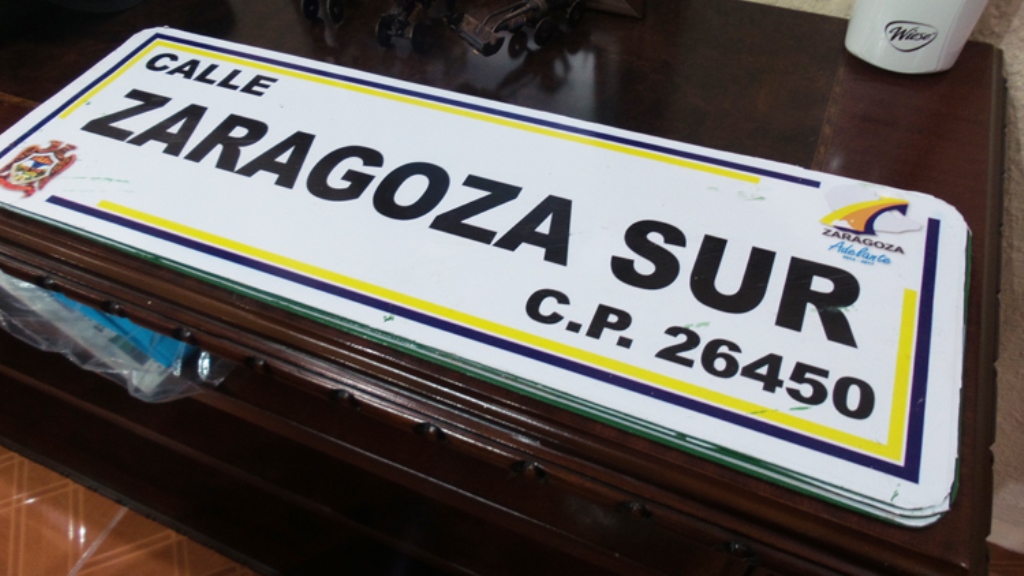 CALLE
ZARAGOZA SUR
C.P. 26450
ZARAGOZA
Adelante
Wiese